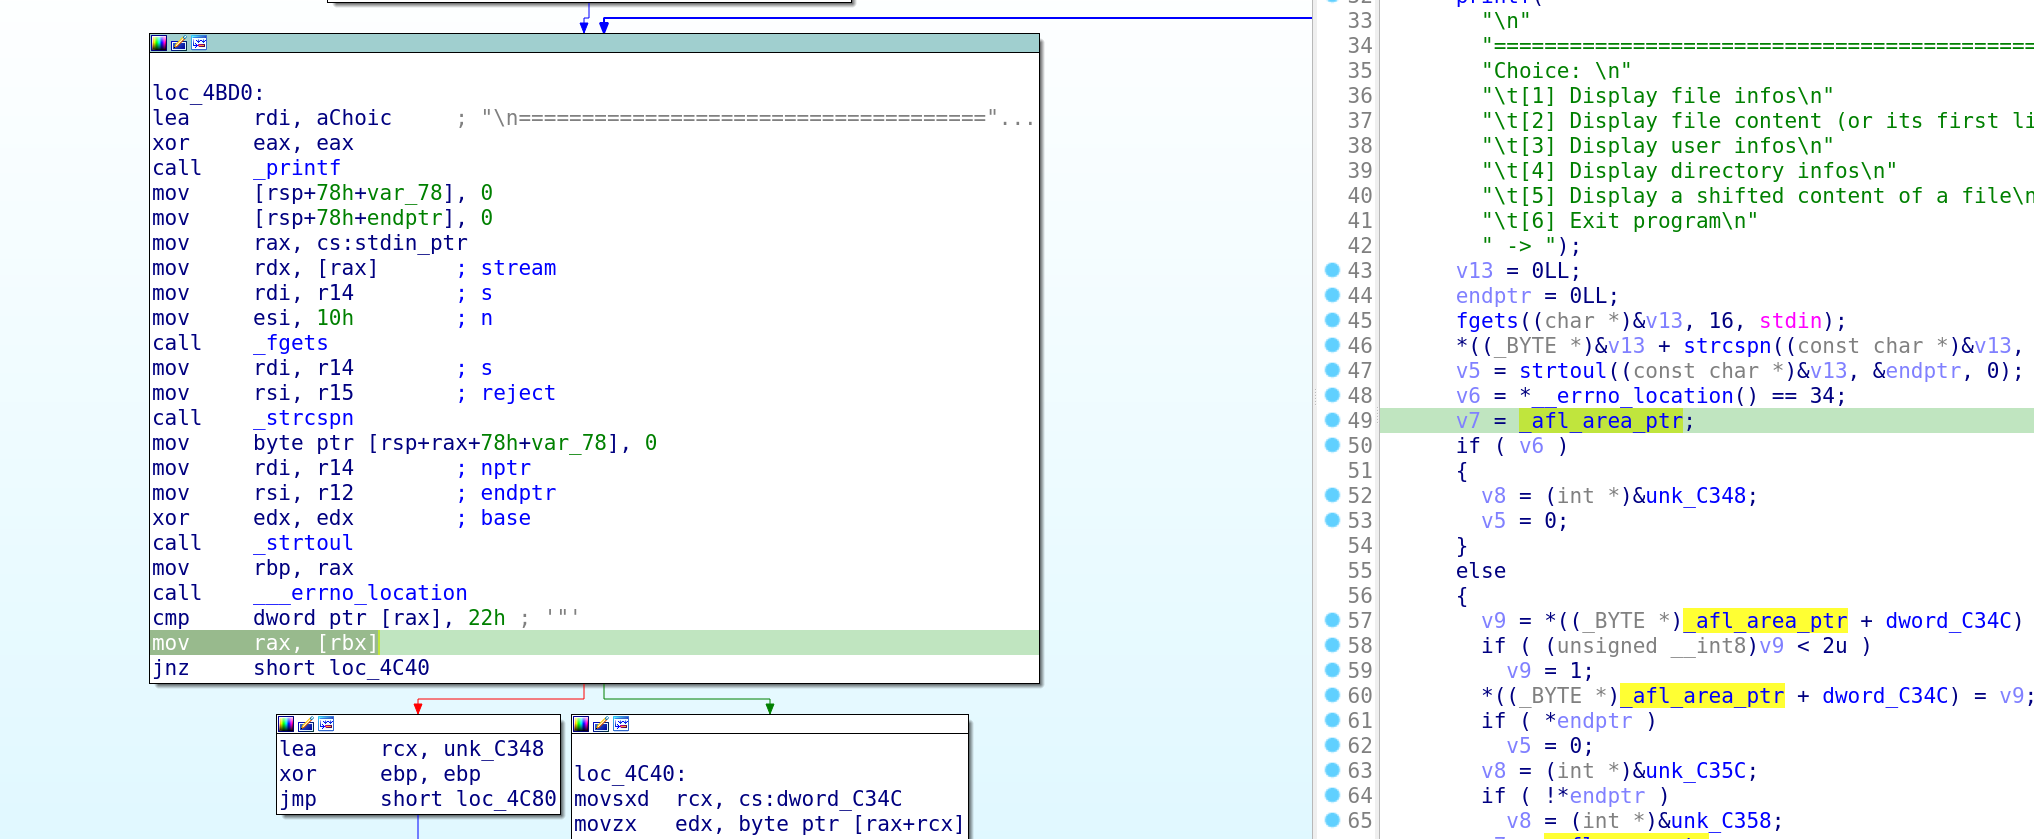 loc_4BD0:
lea rdi, aChoic ; "\n====================================="...
xor eax, eax
call _printf
mov [rsp+78h+var_78], 0
mov [rsp+78h+endptr], 0
mov rax, cs:stdin_ptr
mov rdx, [rax] ; stream
mov rdi, r14 ; s
mov esi, 10h ; n
call _fgets
mov rdi, r14 ; s
mov rsi, r15 ; reject
call _strcspn
mov byte ptr [rsp+rax+78h+var_78], 0
mov rdi, r14 ; nptr
mov rsi, r12 ; endptr
xor edx, edx ; base
call _strtoul
mov rbp, rax
call ___errno_location
cmp dword ptr [rax], 22h ; '"'
mov rax, [rbx]
jnz short loc_4C40
lea rcx, unk_C348
xor ebp, ebp
jmp short loc_4C80
loc_4C40:
movsxd rcx, cs:dword_C34C
movzx edx, byte ptr [rax+rcx]
32 printf(
33 "\n"
34 "===========================================
35 "Choice: \n"
36 "\t[1] Display file infos\n"
37 "\t[2] Display file content (or its first li
38 "\t[3] Display user infos\n"
39 "\t[4] Display directory infos\n"
40 "\t[5] Display a shifted content of a file\n
41 "\t[6] Exit program\n"
42 " -> ");
43 v13 = 0LL;
44 endptr = 0LL;
45 fgets((char *)&v13, 16, stdin);
46 *((_BYTE *)&v13 + strcspn((const char *)&v13,
47 v5 = strtoul((const char *)&v13, &endptr, 0);
48 v6 = *__errno_location() == 34;
49 v7 = _afl_area_ptr;
50 if ( v6 )
51 {
52 v8 = (int *)&unk_C348;
53 v5 = 0;
54 }
55 else
56 {
57 v9 = *((_BYTE *)_afl_area_ptr + dword_C34C)
58 if ( (unsigned __int8)v9 < 2u )
59 v9 = 1;
60 *((_BYTE *)_afl_area_ptr + dword_C34C) = v9;
61 if ( *endptr )
62 v5 = 0;
63 v8 = (int *)&unk_C35C;
64 if ( !*endptr )
65 v8 = (int *)&unk_C358;